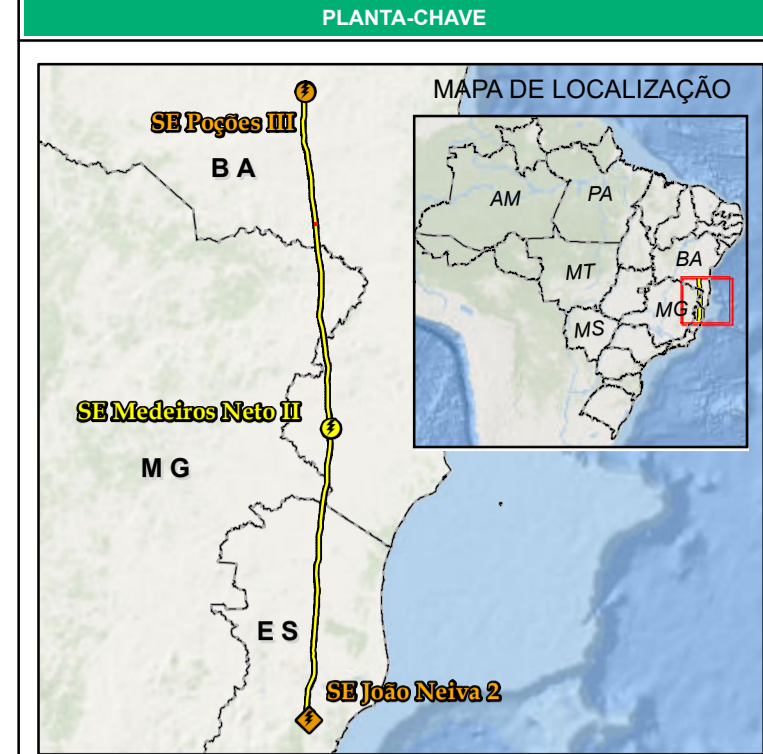 PLANTA-CHAVE
MAPA DE LOCALIZAÇÃO
SE Poções III
B A
AM
PA
MT
BA
MG
MS
SE Medeiros Neto II
M G
E S
SE João Neiva 2